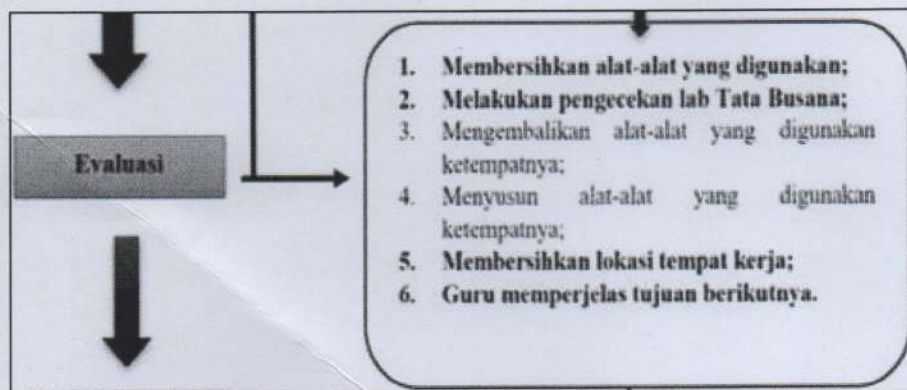 Evaluasi
1. Membersihkan alat-alat yang digunakan;
2. Melakukan pengecekan lab Tata Busana;
3. Mengembalikan alat-alat yang digunakan
ketempatnya;
4. Menyusun alat-alat yang digunakan
ketempatnya;
5. Membersihkan lokasi tempat kerja;
6. Guru memperjelas tujuan berikutnya.